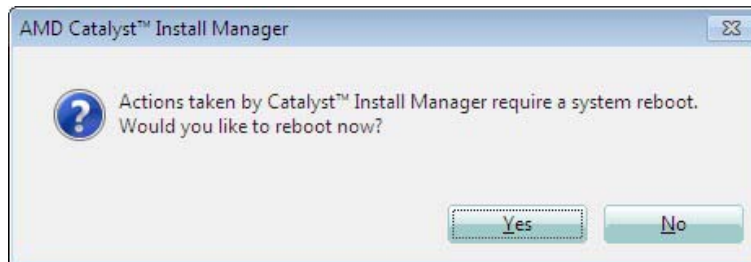 AMD Catalyst™ Install Manager
Actions taken by Catalyst™ Install Manager require a system reboot.
Would you like to reboot now?
Yes
No